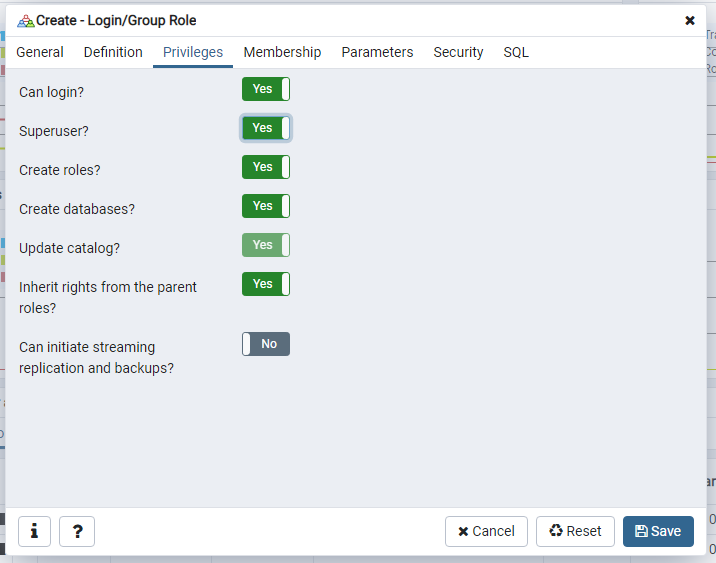 Create - Login/Group Role
General Definition Privileges Membership Parameters Security SQL
Can login? Yes
Superuser? Yes
Create roles? Yes
Create databases? Yes
Update catalog? Yes
Inherit rights from the parent Yes
roles?
Can initiate streaming No
replication and backups?
i ? Cancel Reset Save